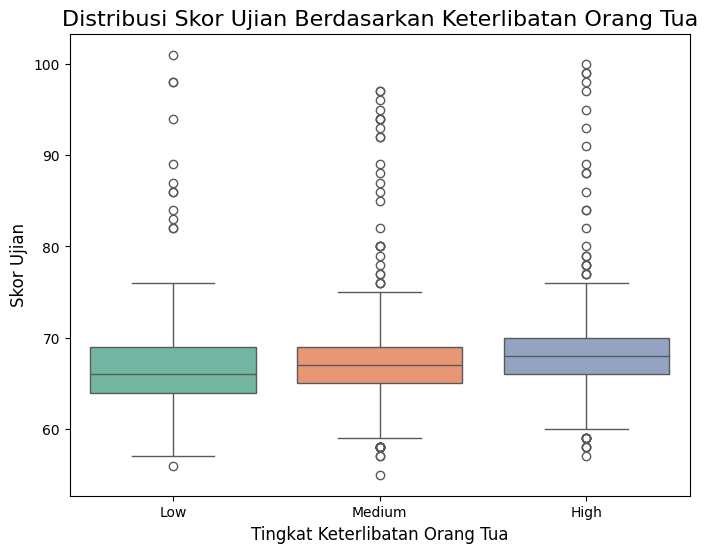 Distribusi Skor Ujian Berdasarkan Keterlibatan Orang Tua
100
90
80
70
60
Skor Ujian
Low Medium High
Tingkat Keterlibatan Orang Tua